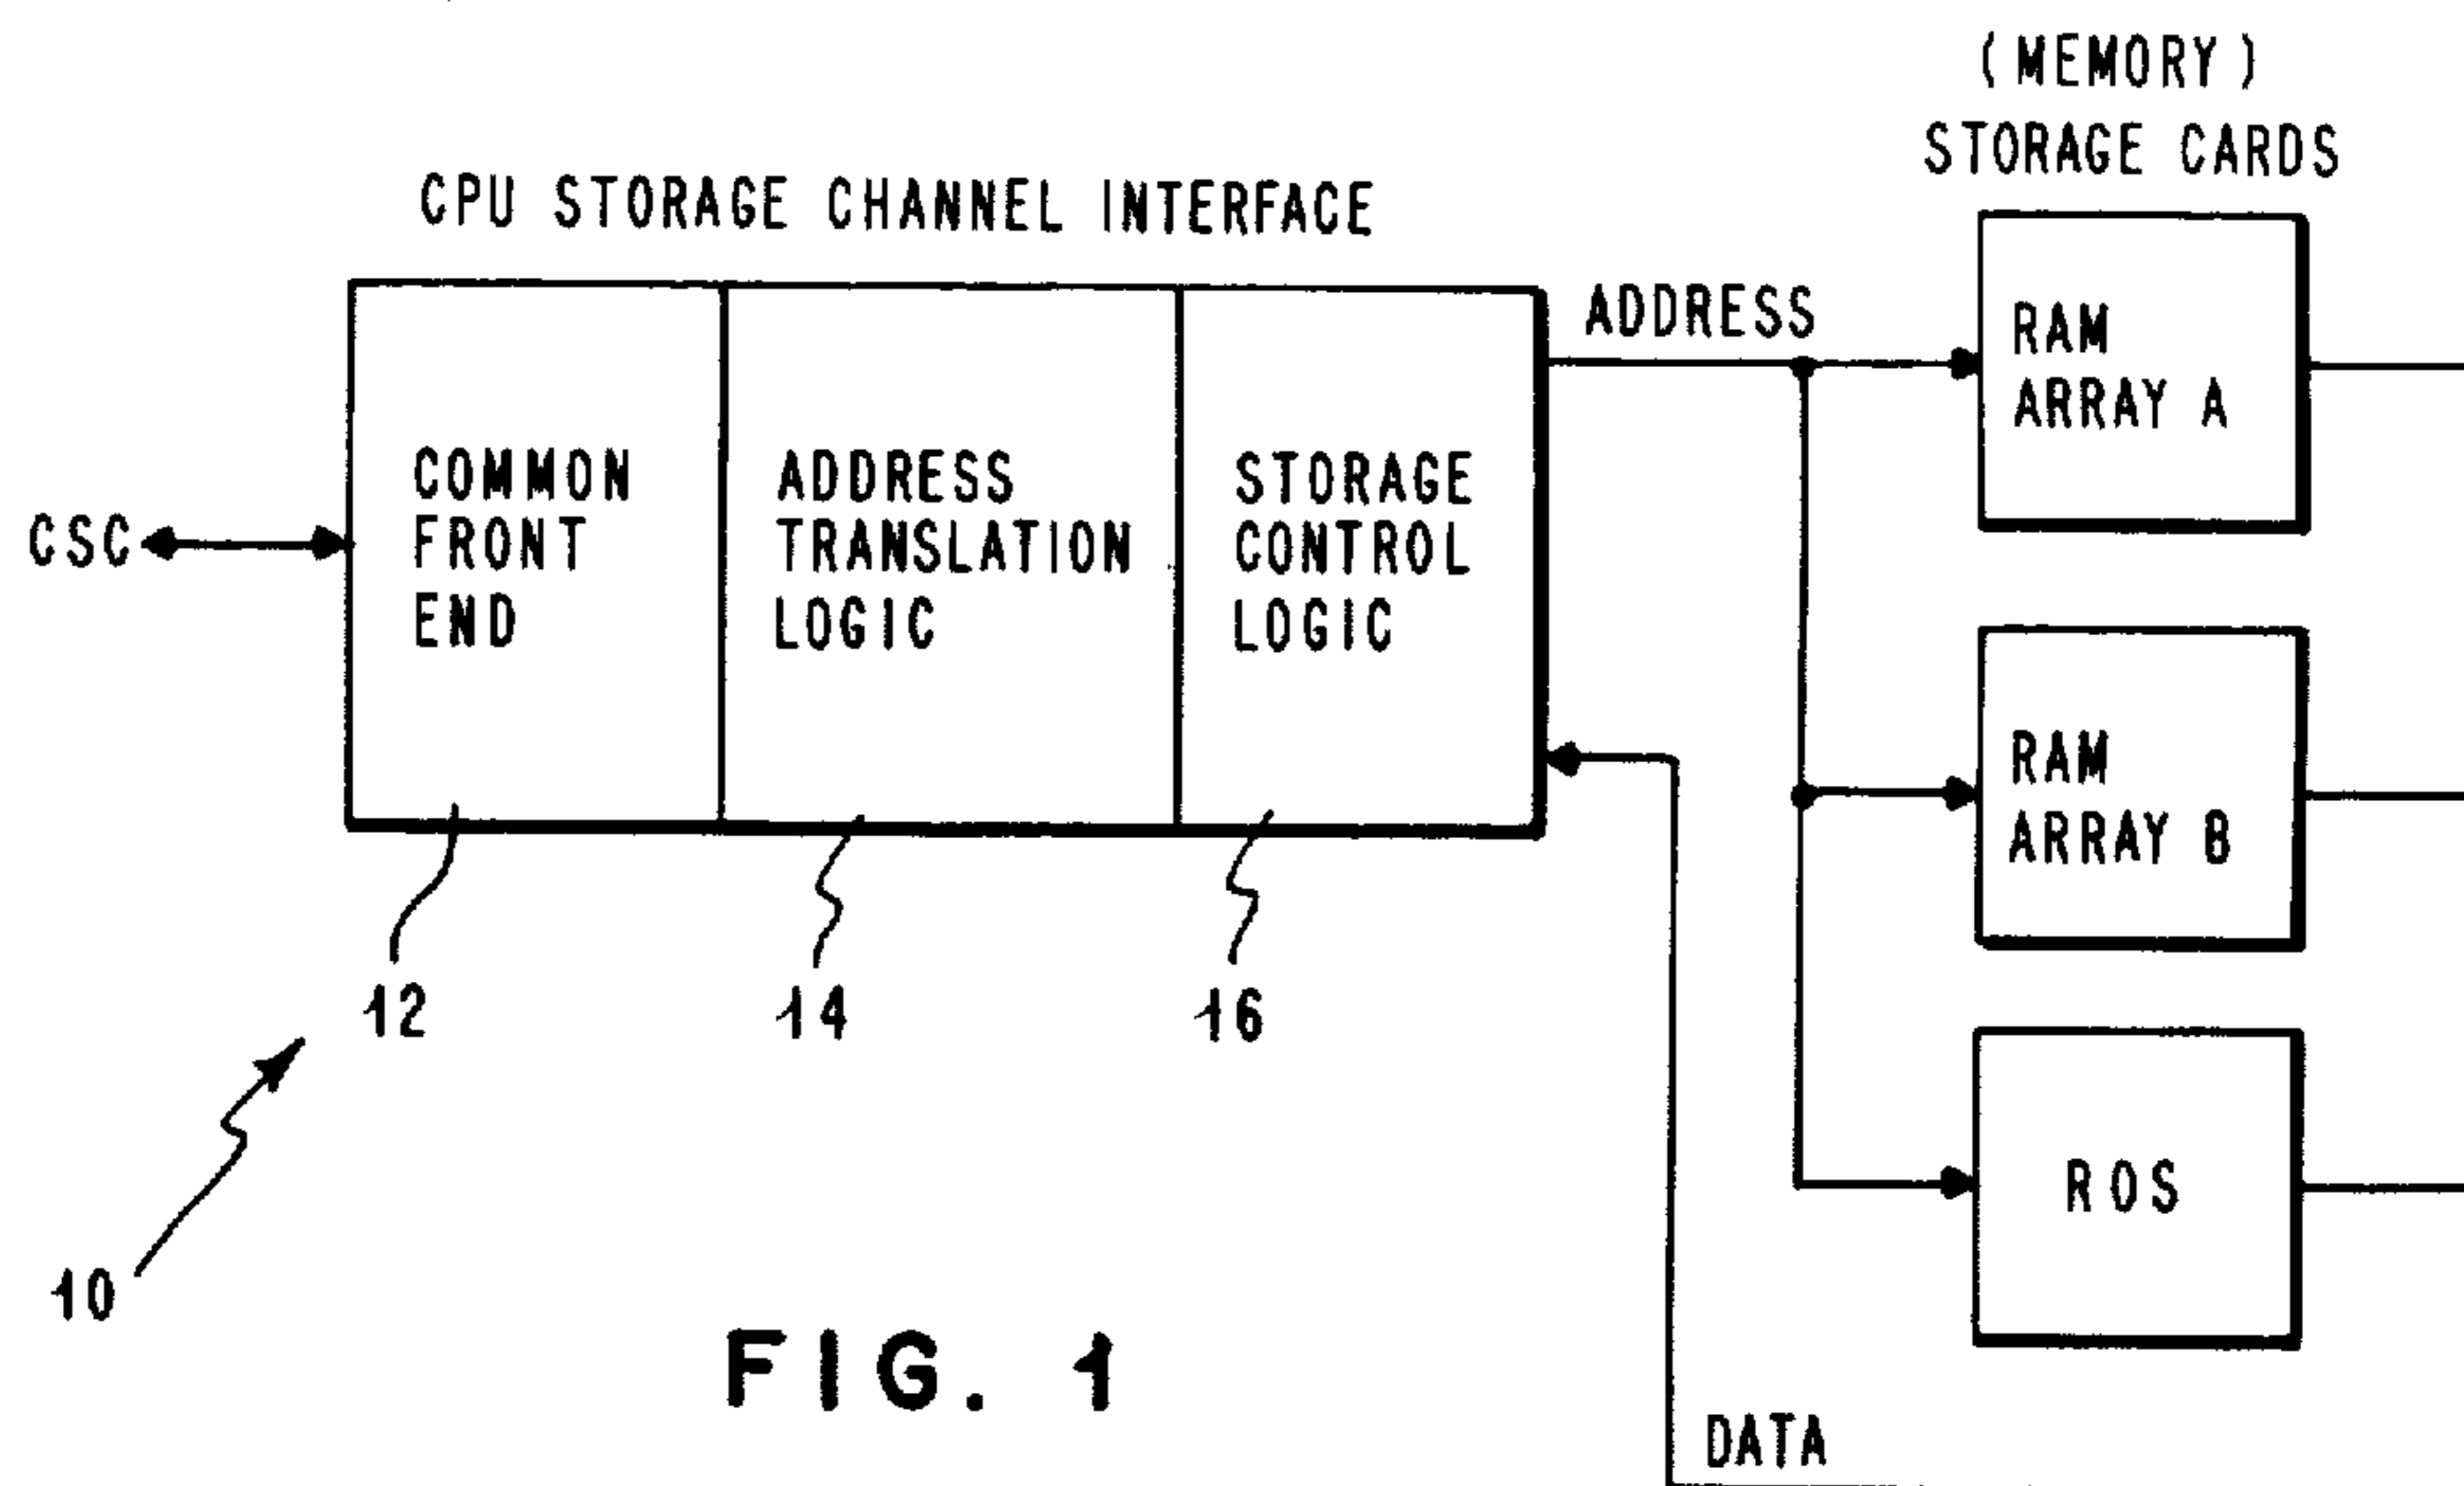 (MEMORY)
STORAGE CARDS
CPU STORAGE CHANNEL INTERFACE
ADDRESS
RAM
ARRAY A
COMMON
FRONT
END
ADDRESS
TRANSLATION
LOGIC
STORAGE
CONTROL
LOGIC
CSC
RAM
ARRAY B
12
14
16
ROS
10
FIG. 1
DATA